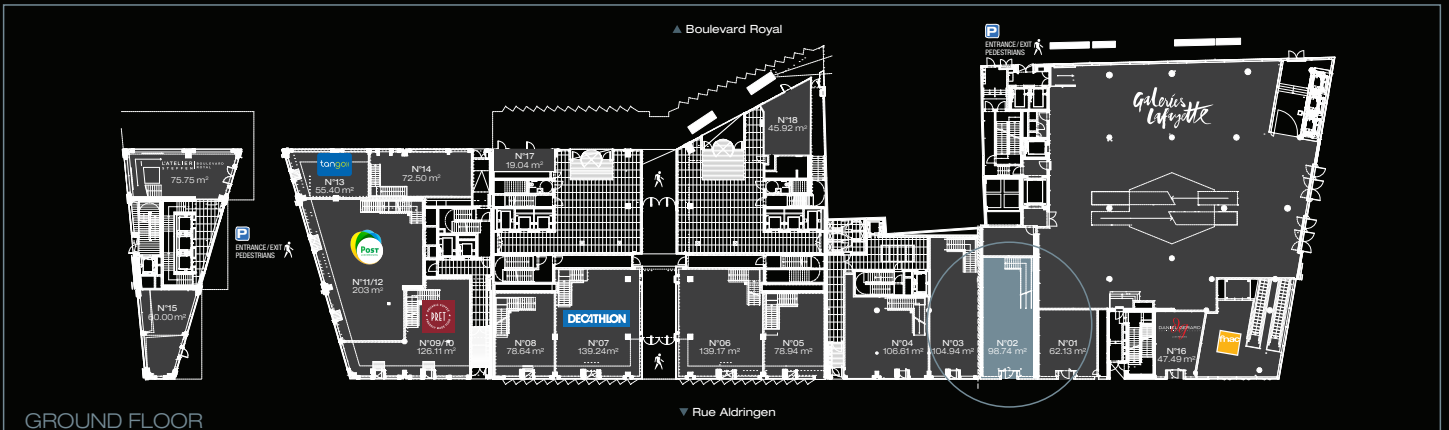 ▲ Boulevard Royal
P
ENTRANCE/EXIT
PEDESTRIANS
Galeries
Lafayette
N°18
45.92 m²
L'ATELIER
STEFFEN
BOULEVARD
ROYAL
75.75 m²
tango
N°13
55.40 m²
N°14
72.50 m²
N°17
19.04 m²
P
ENTRANCE/EXIT
PEDESTRIANS
POST
N°11/12
203 m²
N°15
60.00 m²
PRET
N°09/10
126.11 m²
N°08
78.64 m²
DECATHLON
N°07
139.24 m²
N°06
139.17 m²
N°05
78.94 m²
N°04
106.61 m²
N°03
104.94 m²
N°02
98.74 m²
N°01
62.13 m²
N°16
47.49 m²
fnac
▼ Rue Aldringen
GROUND FLOOR